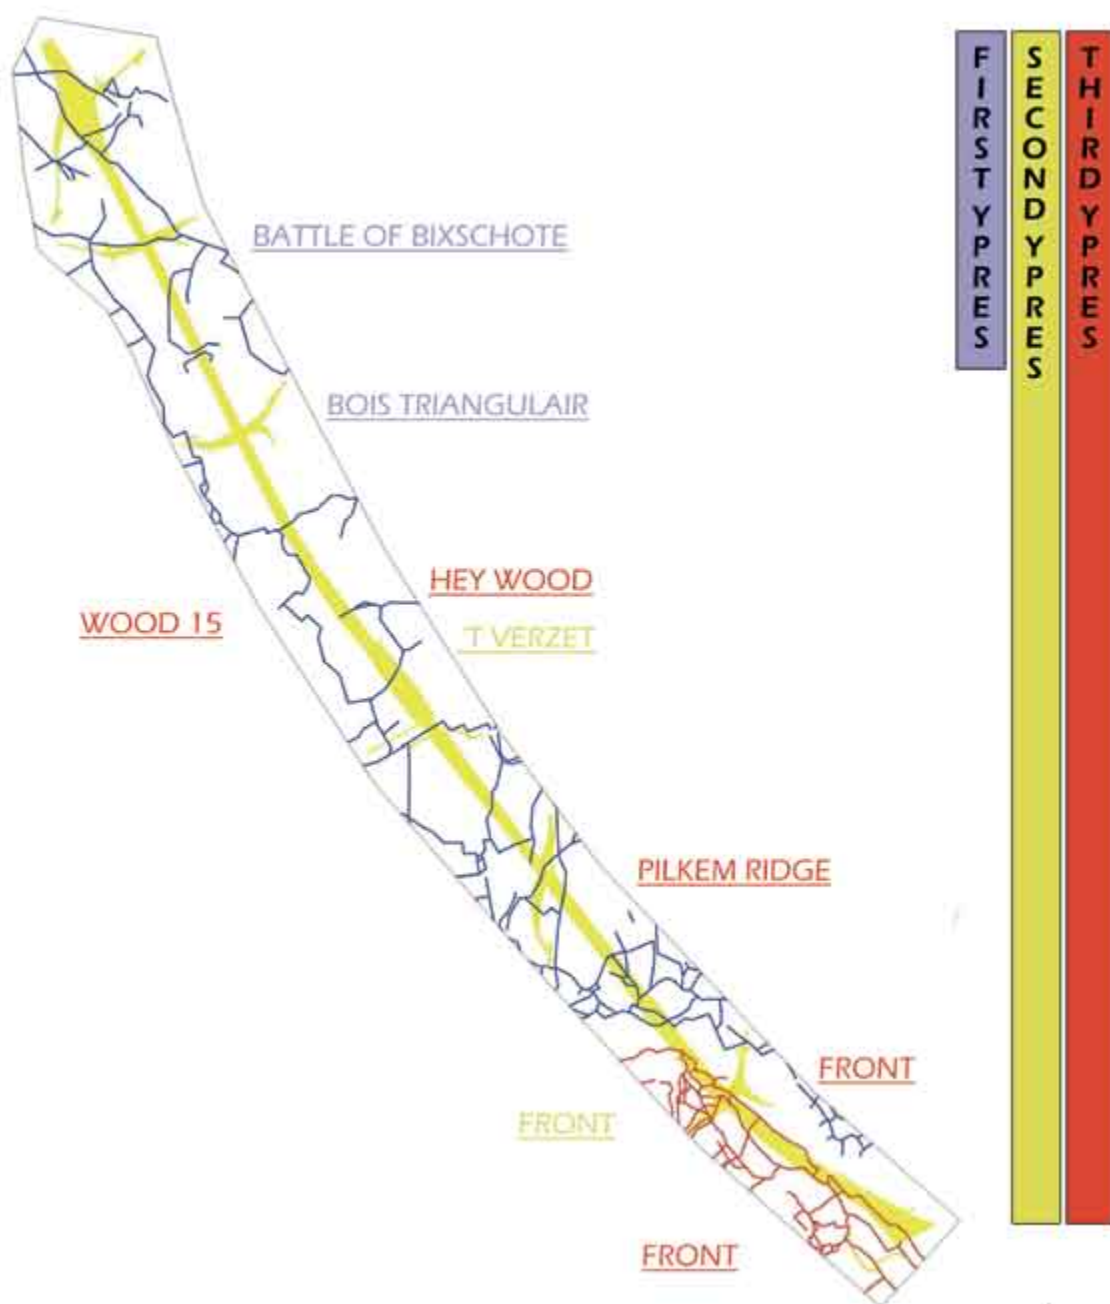 FIRST YPRES
SECOND YPRES
THIRD YPRES
BATTLE OF BIXSCHOTE
BOIS TRIANGULAIR
HEY WOOD
WOOD 15
'T VERZET
PILKEM RIDGE
FRONT
FRONT
FRONT